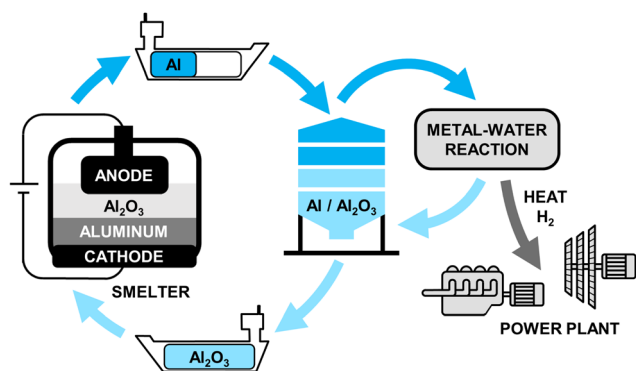 Al
METAL-WATER
REACTION
ANODE
Al₂O₃
ALUMINUM
CATHODE
SMELTER
Al / Al₂O₃
HEAT
H₂
POWER PLANT
Al₂O₃